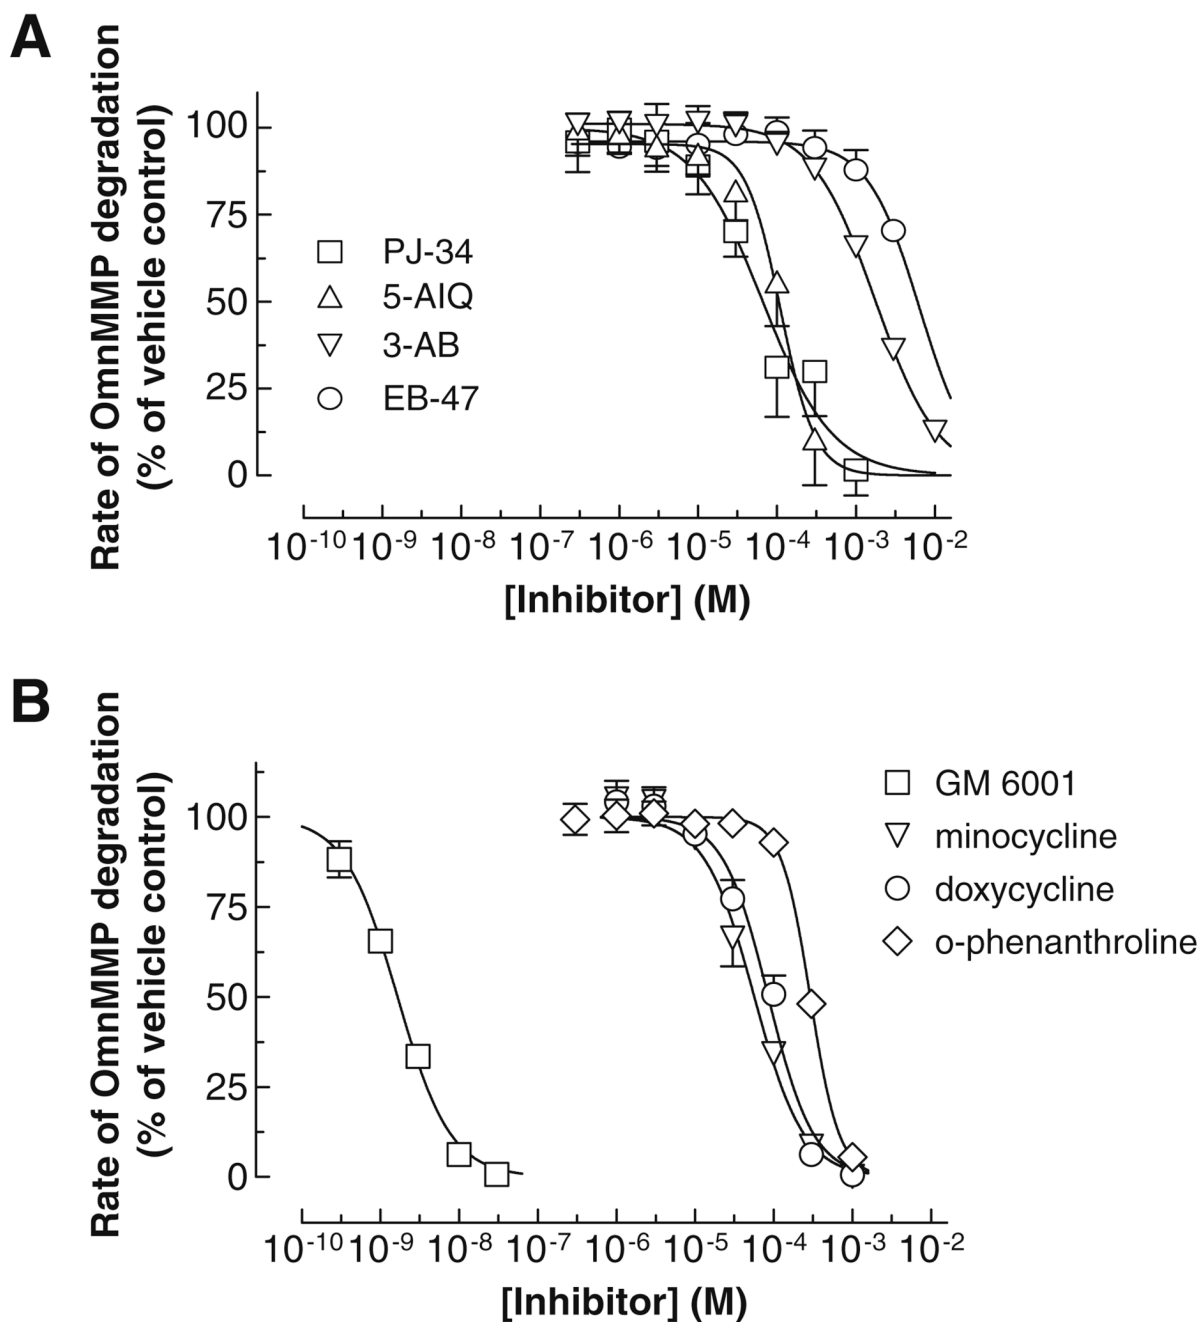 A
Rate of OmnMMP degradation
(% of vehicle control)
100
75
50
25
0
PJ-34
5-AIQ
3-AB
EB-47
10-10 10-9 10-8 10-7 10-6 10-5 10-4 10-3 10-2
[Inhibitor] (M)
B
Rate of OmnMMP degradation
(% of vehicle control)
100
75
50
25
0
GM 6001
minocycline
doxycycline
o-phenanthroline
10-10 10-9 10-8 10-7 10-6 10-5 10-4 10-3 10-2
[Inhibitor] (M)